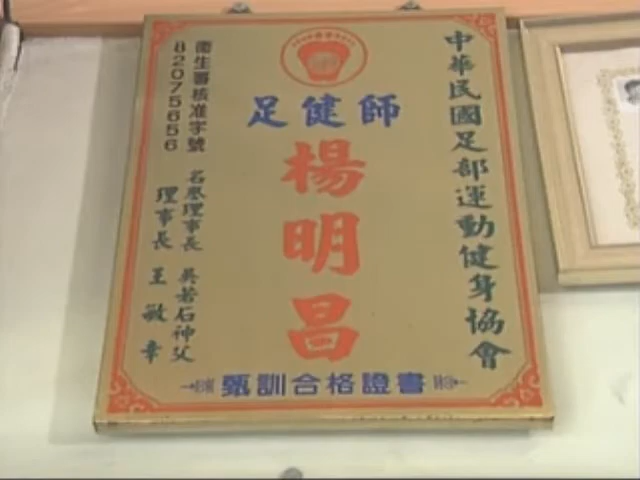 中華民國足部運動健身協會
足健師
楊明昌
衛生署核准字號
82075656
名譽理事長 吳若石神父
理事長 王敏幸
甄訓合格證書